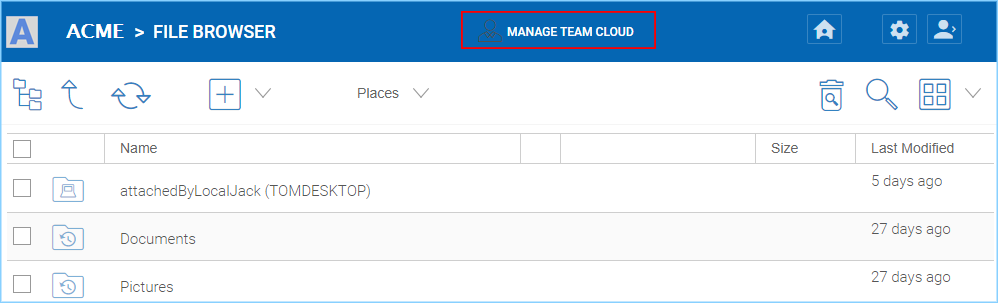 A ACME > FILE BROWSER MANAGE TEAM CLOUD
Places
Name Size Last Modified
attachedByLocalJack (TOMDESKTOP) 5 days ago
Documents 27 days ago
Pictures 27 days ago